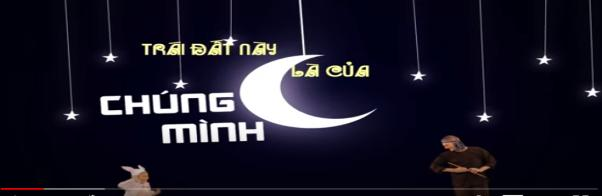 TRÁI ĐẤT NÀY
LÀ CỦA
CHÚNG
MÌNH